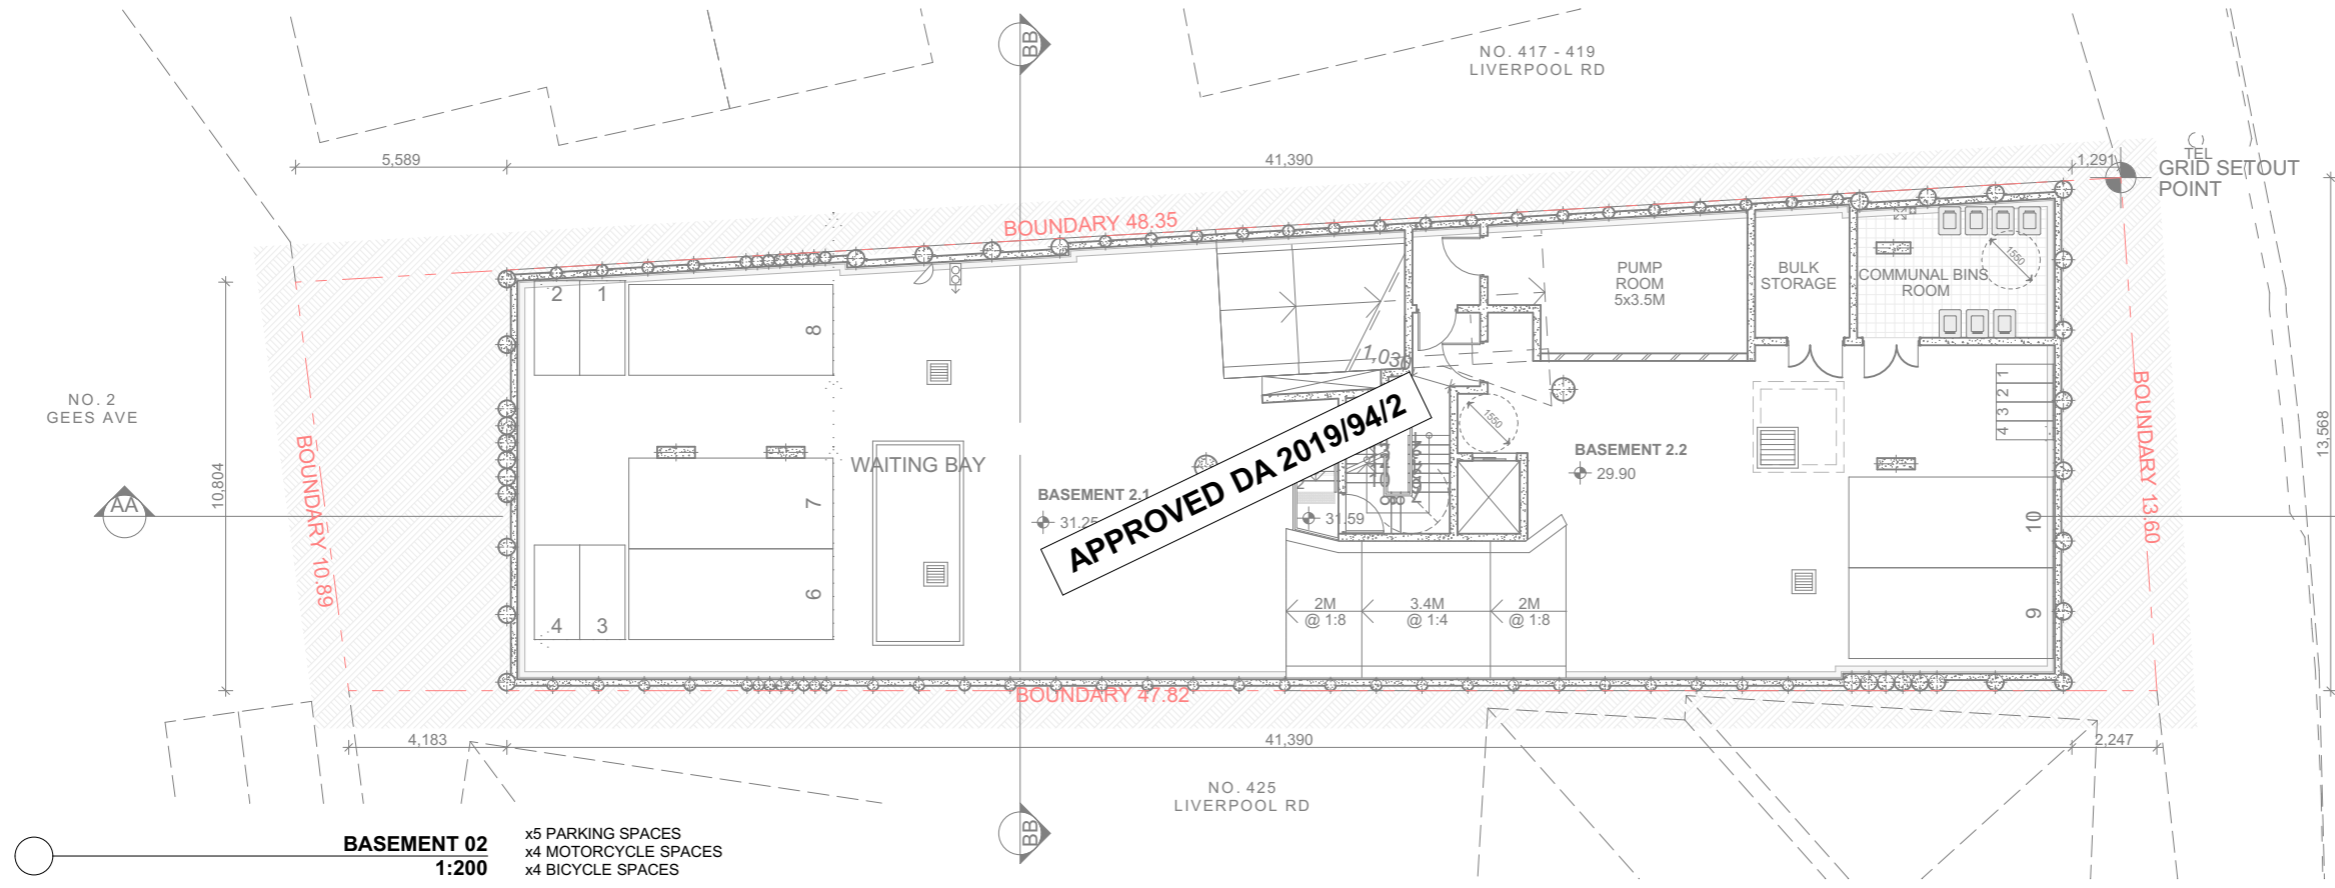 BB
NO. 417 - 419
LIVERPOOL RD
TEL
GRID SETOUT
POINT
5,589
41,390
1,291
BOUNDARY 48.35
2
1
8
PUMP
ROOM
5x3.5M
BULK
STORAGE
COMMUNAL BINS
ROOM
1550
1,030
NO. 2
GEES AVE
BOUNDARY 10.89
10,804
AA
WAITING BAY
7
BASEMENT 2.1
31.25
APPROVED DA 2019/94/2
31.59
1550
BASEMENT 2.2
29.90
1
2
3
4
BOUNDARY 13.60
13,568
10
9
6
4
3
2M
@ 1:8
3.4M
@ 1:4
2M
@ 1:8
BOUNDARY 47.82
4,183
41,390
2,247
NO. 425
LIVERPOOL RD
BB
BASEMENT 02
1:200
x5 PARKING SPACES
x4 MOTORCYCLE SPACES
x4 BICYCLE SPACES